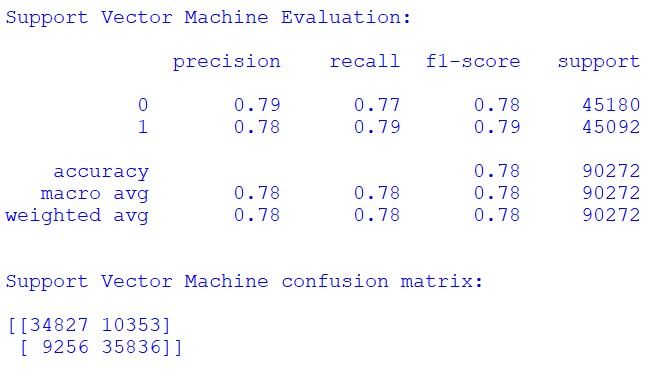 Support Vector Machine Evaluation:
precision recall f1-score support
0 0.79 0.77 0.78 45180
1 0.78 0.79 0.79 45092
accuracy 0.78 90272
macro avg 0.78 0.78 0.78 90272
weighted avg 0.78 0.78 0.78 90272
Support Vector Machine confusion matrix:
[[34827 10353]
[ 9256 35836]]